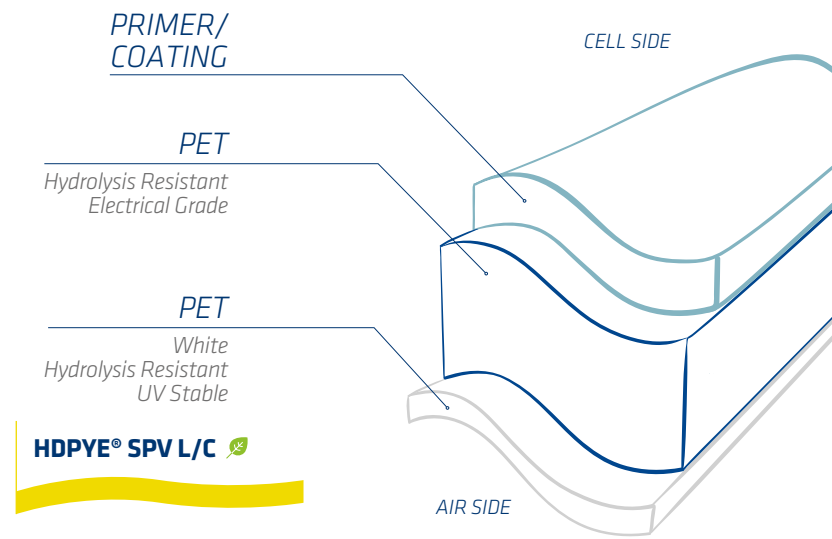 PRIMER/
COATING
CELL SIDE
PET
Hydrolysis Resistant
Electrical Grade
PET
White
Hydrolysis Resistant
UV Stable
HDPYE® SPV L/C
AIR SIDE